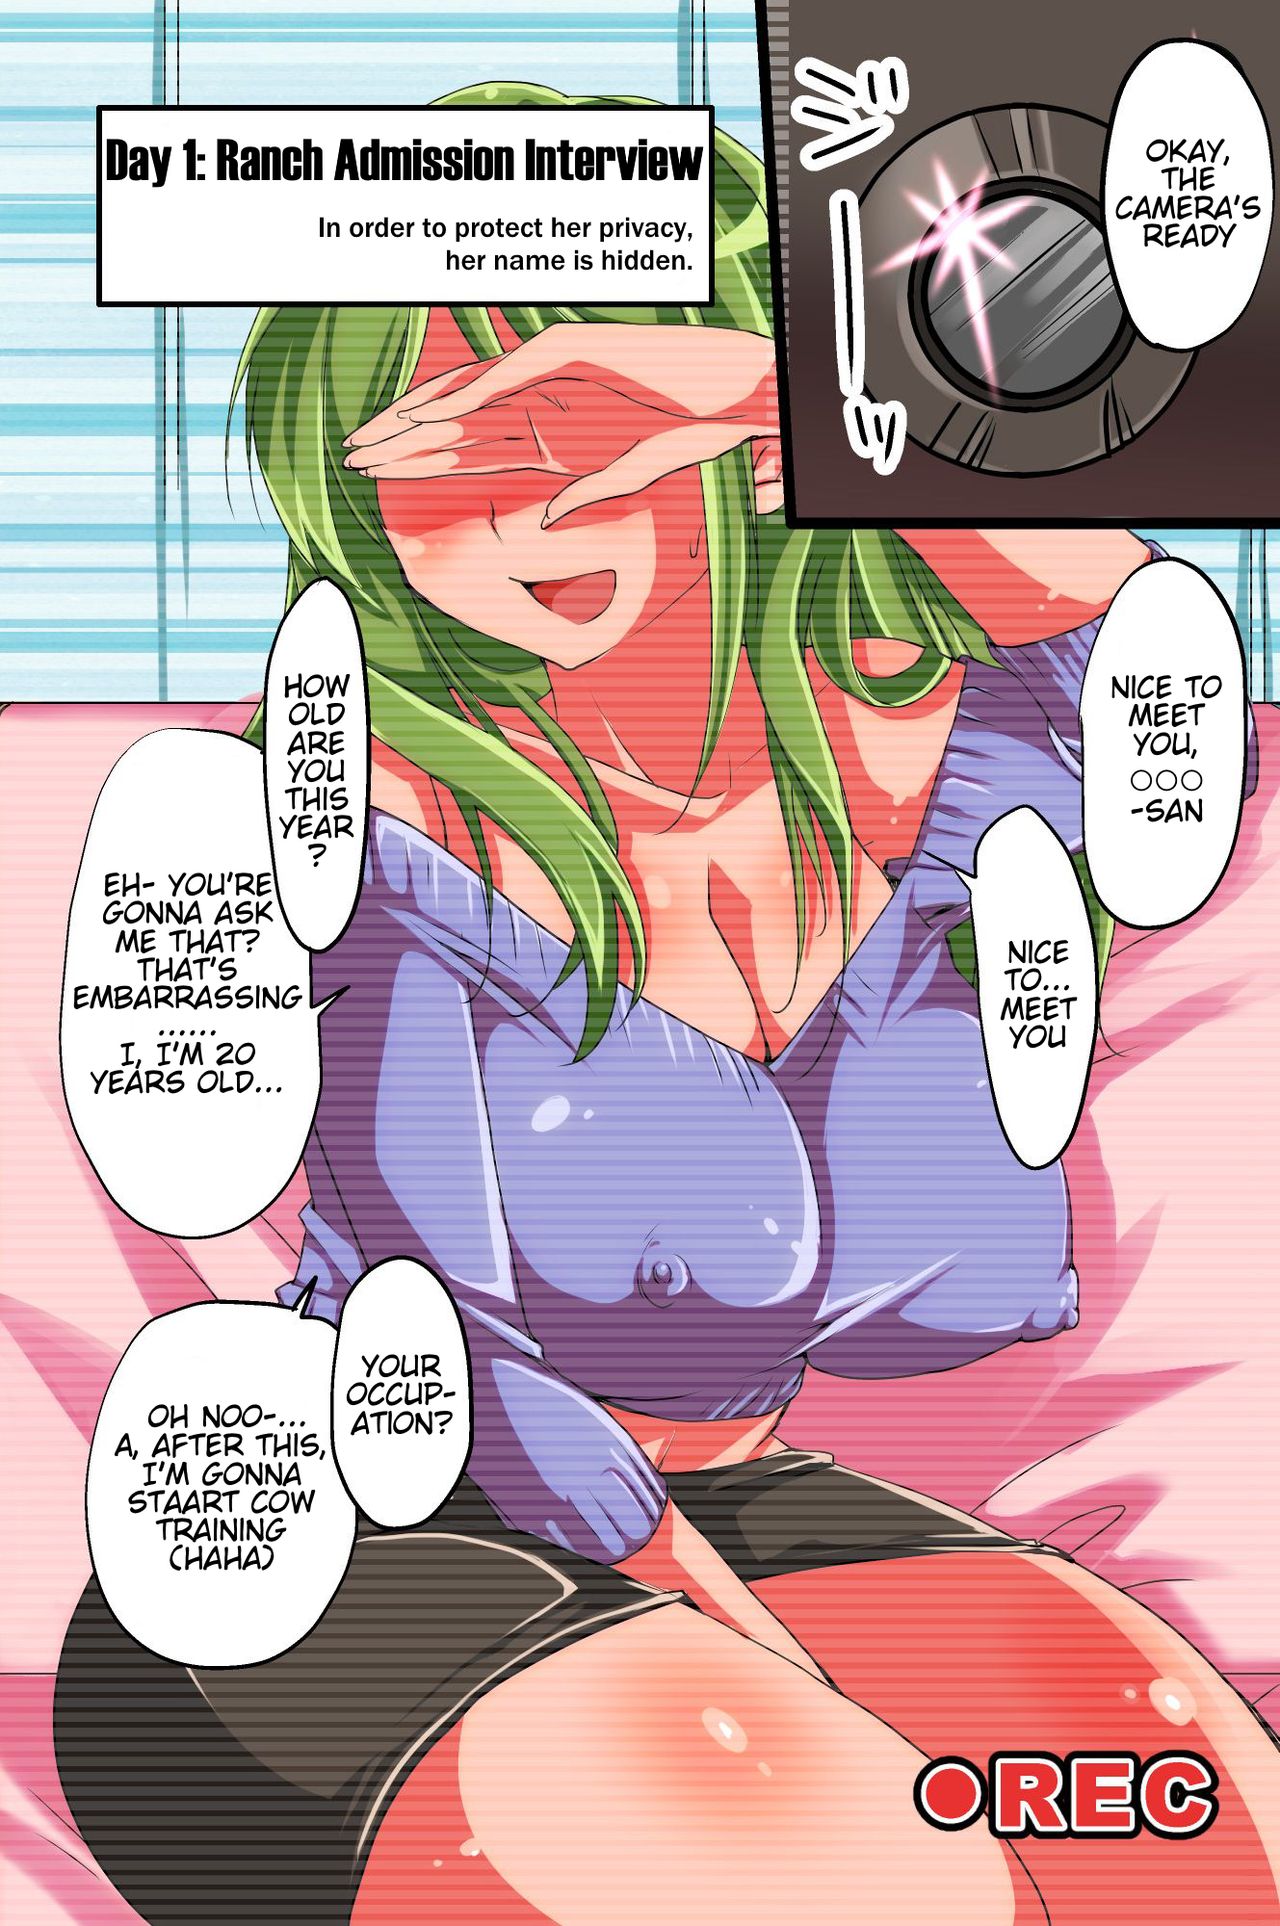 OKAY,
THE
CAMERA'S
READY
ジ
ー
ッ
Day 1: Ranch Admission Interview
In order to protect her privacy,
her name is hidden.
NICE TO
MEET
YOU,
○○○
-SAN
NICE
TO...
MEET
YOU
HOW
OLD
ARE
YOU
THIS
YEAR
?
EH- YOU'RE
GONNA ASK
ME THAT?
THAT'S
EMBARRASSING
......
I, I'M 20
YEARS OLD...
YOUR
OCCUP-
ATION?
OH NOO-...
A, AFTER THIS,
I'M GONNA
STAART COW
TRAINING
(HAHA)
●REC